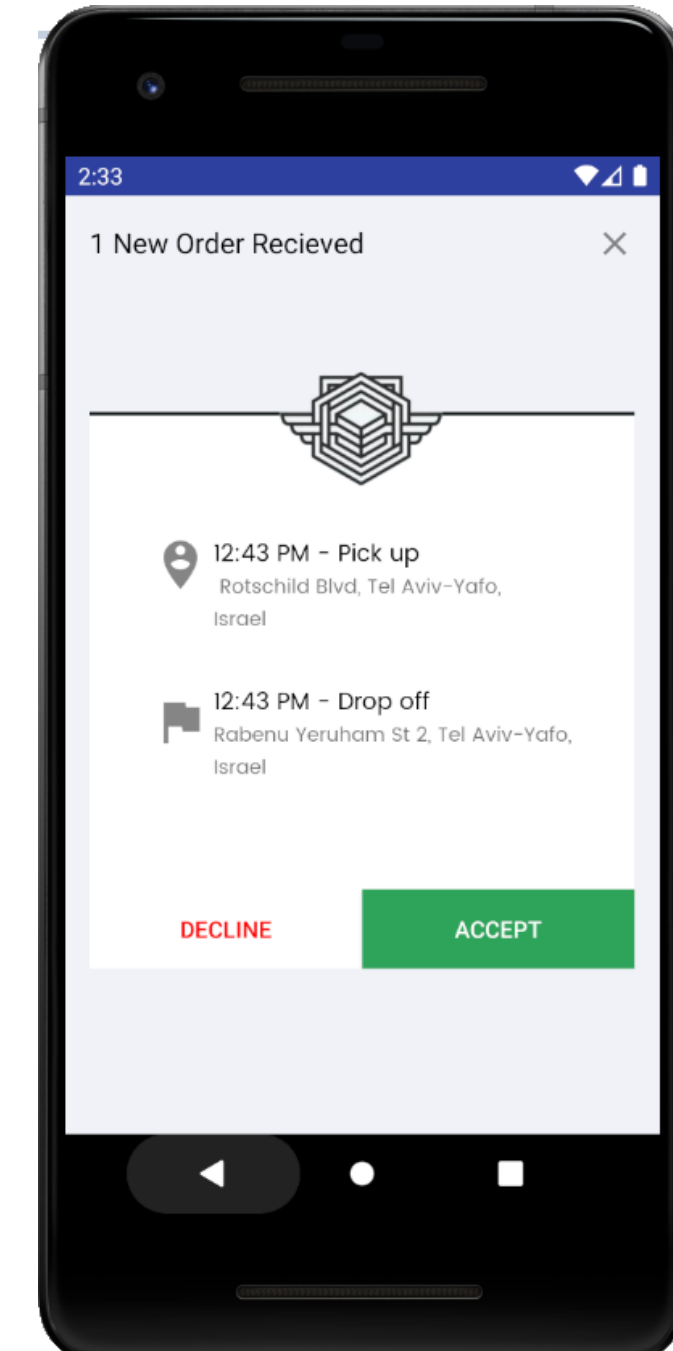 2:33
1 New Order Recieved
12:43 PM - Pick up
Rotschild Blvd, Tel Aviv-Yafo,
Israel
12:43 PM - Drop off
Rabenu Yeruham St 2, Tel Aviv-Yafo,
Israel
DECLINE ACCEPT